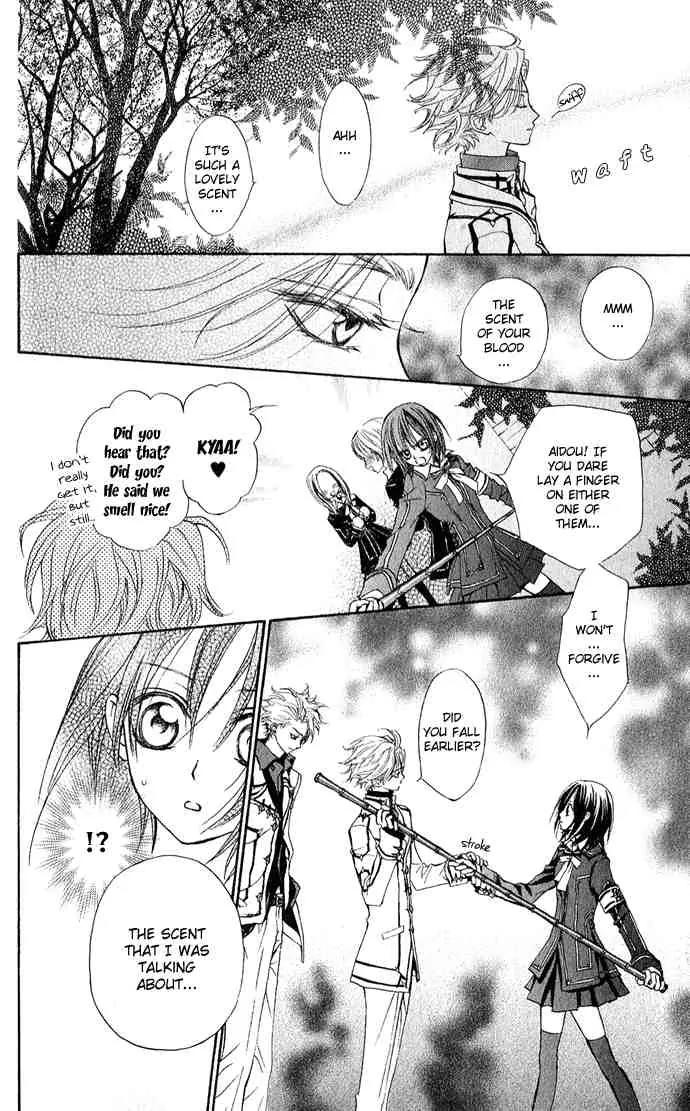 sniff
waft
AHH
...
IT'S
SUCH A
LOVELY
SCENT
...
MMM
...
THE
SCENT
OF YOUR
BLOOD
...
AIDOU! IF
YOU DARE
LAY A FINGER
ON EITHER
ONE OF
THEM...
KYAA!
♥
Did you
hear that?
Did you?
He said we
smell nice!
I don't
really
get it,
but
still...
I
WON'T
...
FORGIVE
...
DID
YOU FALL
EARLIER?
stroke
!?
THE SCENT
THAT I WAS
TALKING
ABOUT...